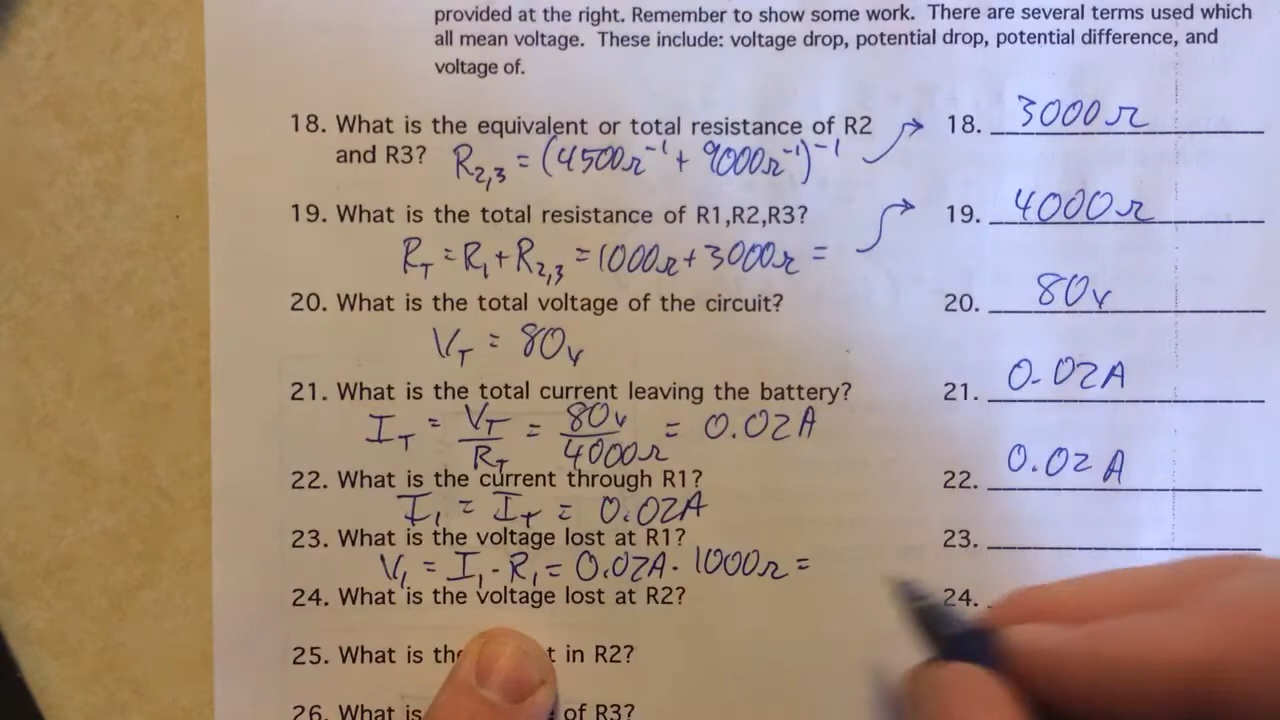 provided at the right. Remember to show some work. There are several terms used which
all mean voltage. These include: voltage drop, potential drop, potential difference, and
voltage of.
18. What is the equivalent or total resistance of R2
and R3? R₂,₃ = (4500Ω⁻¹ + 9000Ω⁻¹)⁻¹
18. 3000Ω
19. What is the total resistance of R1,R2,R3?
19. 4000Ω
R_T = R₁ + R₂,₃ = 1000Ω + 3000Ω =
20. What is the total voltage of the circuit?
20. 80v
V_T = 80v
21. What is the total current leaving the battery?
21. 0.02A
I_T = V_T/R_T = 80v/4000Ω = 0.02A
22. What is the current through R1?
22. 0.02A
I₁ = I_T = 0.02A
23. What is the voltage lost at R1?
23.
V₁ = I₁ · R₁ = 0.02A · 1000Ω =
24. What is the voltage lost at R2?
24.
25. What is the t in R2?
26. What is of R3?